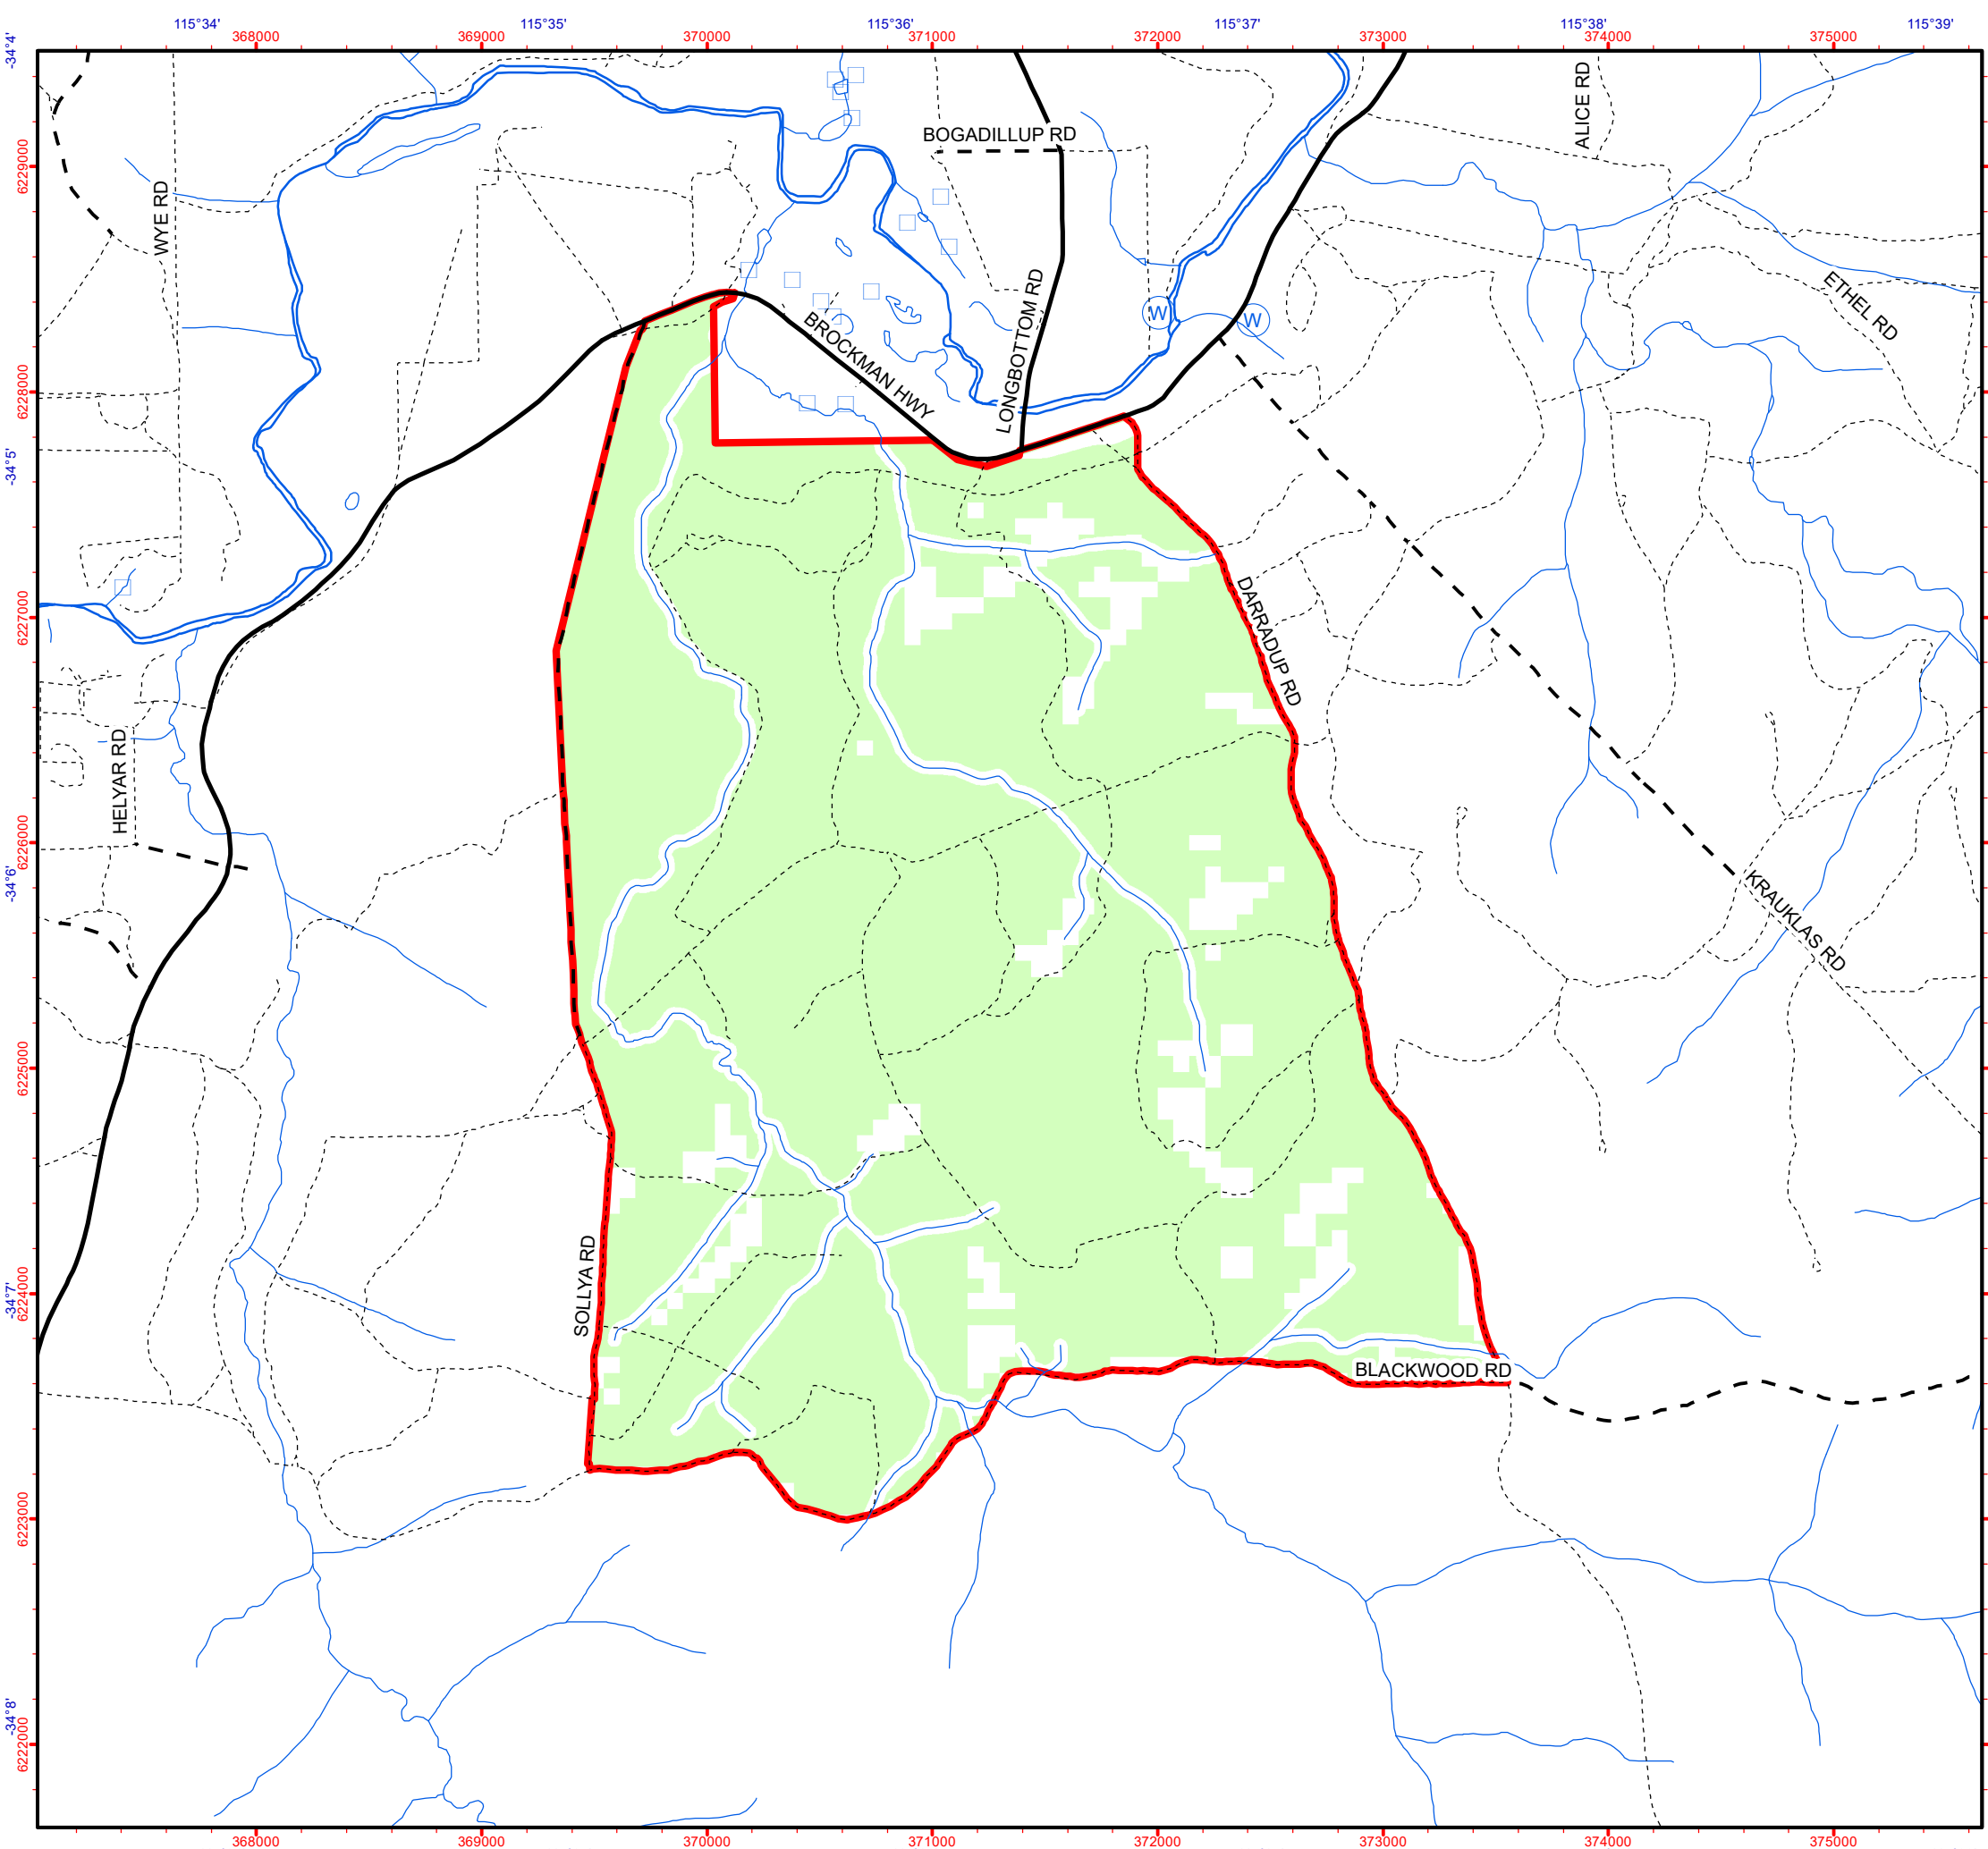 115°34' 115°35' 115°36' 115°37' 115°38' 115°39'
368000 369000 370000 371000 372000 373000 374000 375000
-34°4'
6229000
6228000
-34°5'
6227000
6226000
-34°6'
6225000
6224000
-34°7'
6223000
6222000
-34°8'
ALICE RD
BOGADILLUP RD
WYE RD
ETHEL RD
LONGBOTTOM RD
BROCKMAN HWY
W
W
DARRADUP RD
HELYAR RD
KRAUKLAS RD
SOLLYA RD
BLACKWOOD RD
368000 369000 370000 371000 372000 373000 374000 375000